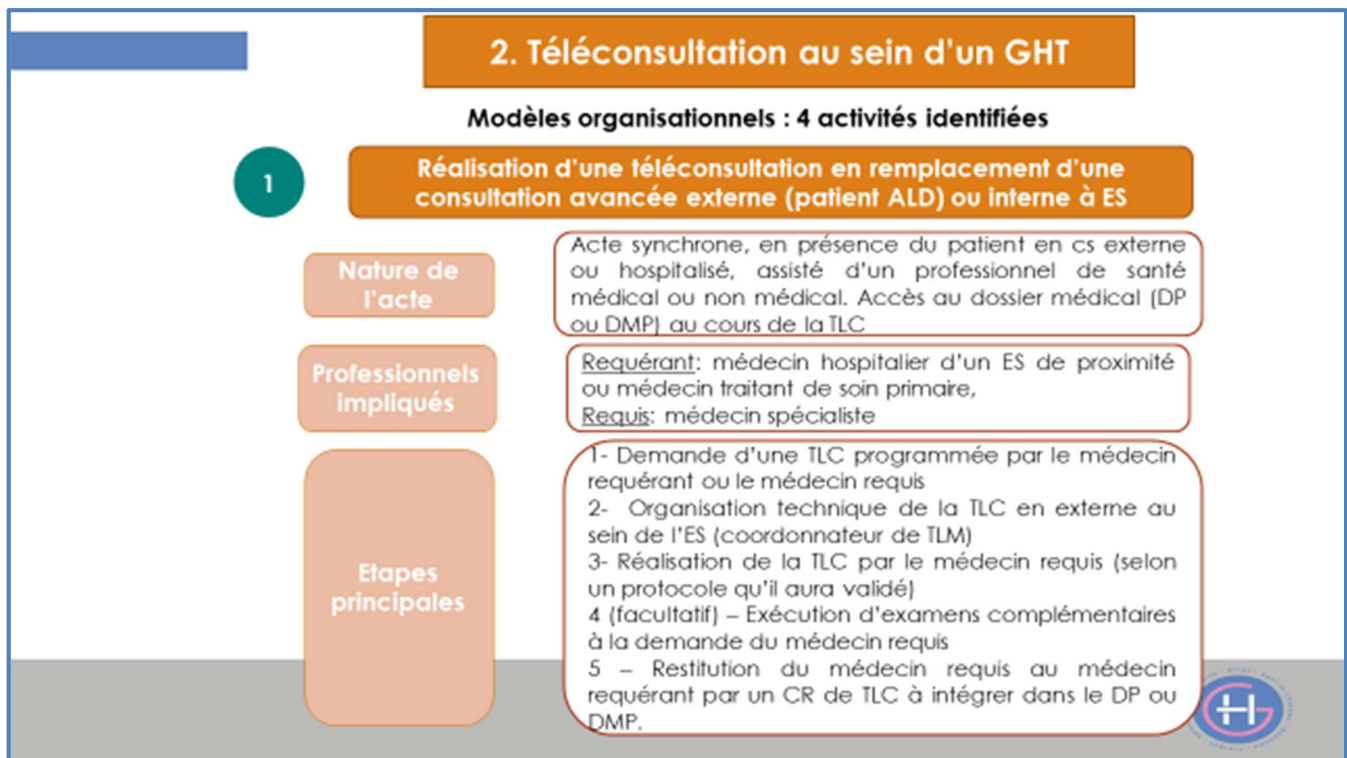 2. Téléconsultation au sein d'un GHT
Modèles organisationnels : 4 activités identifiées
1
Réalisation d'une téléconsultation en remplacement d'une
consultation avancée externe (patient ALD) ou interne à ES
Nature de
l'acte
Acte synchrone, en présence du patient en cs externe
ou hospitalisé, assisté d'un professionnel de santé
médical ou non médical. Accès au dossier médical (DP
ou DMP) au cours de la TLC
Professionnels
impliqués
Requérant: médecin hospitalier d'un ES de proximité
ou médecin traitant de soin primaire,
Requis: médecin spécialiste
Etapes
principales
1- Demande d'une TLC programmée par le médecin
requérant ou le médecin requis
2- Organisation technique de la TLC en externe au
sein de l'ES (coordonnateur de TLM)
3- Réalisation de la TLC par le médecin requis (selon
un protocole qu'il aura validé)
4 (facultatif) – Exécution d'examens complémentaires
à la demande du médecin requis
5 – Restitution du médecin requis au médecin
requérant par un CR de TLC à intégrer dans le DP ou
DMP.